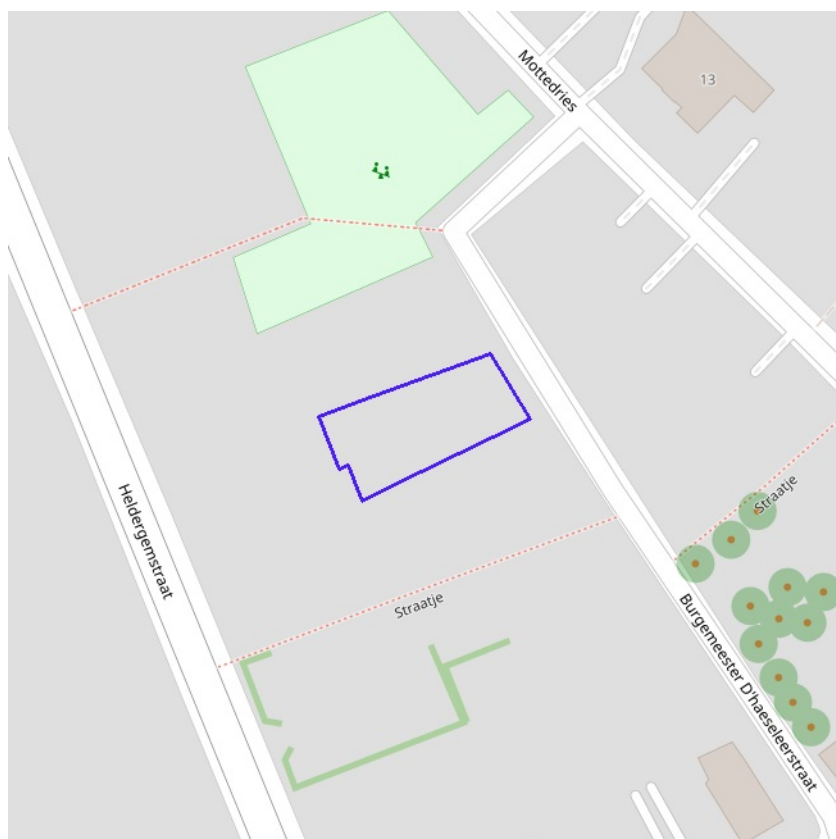 Mottedries
13
Straatje
Heldergemstraat
Straatje
Burgemeester D'haeseleerstraat